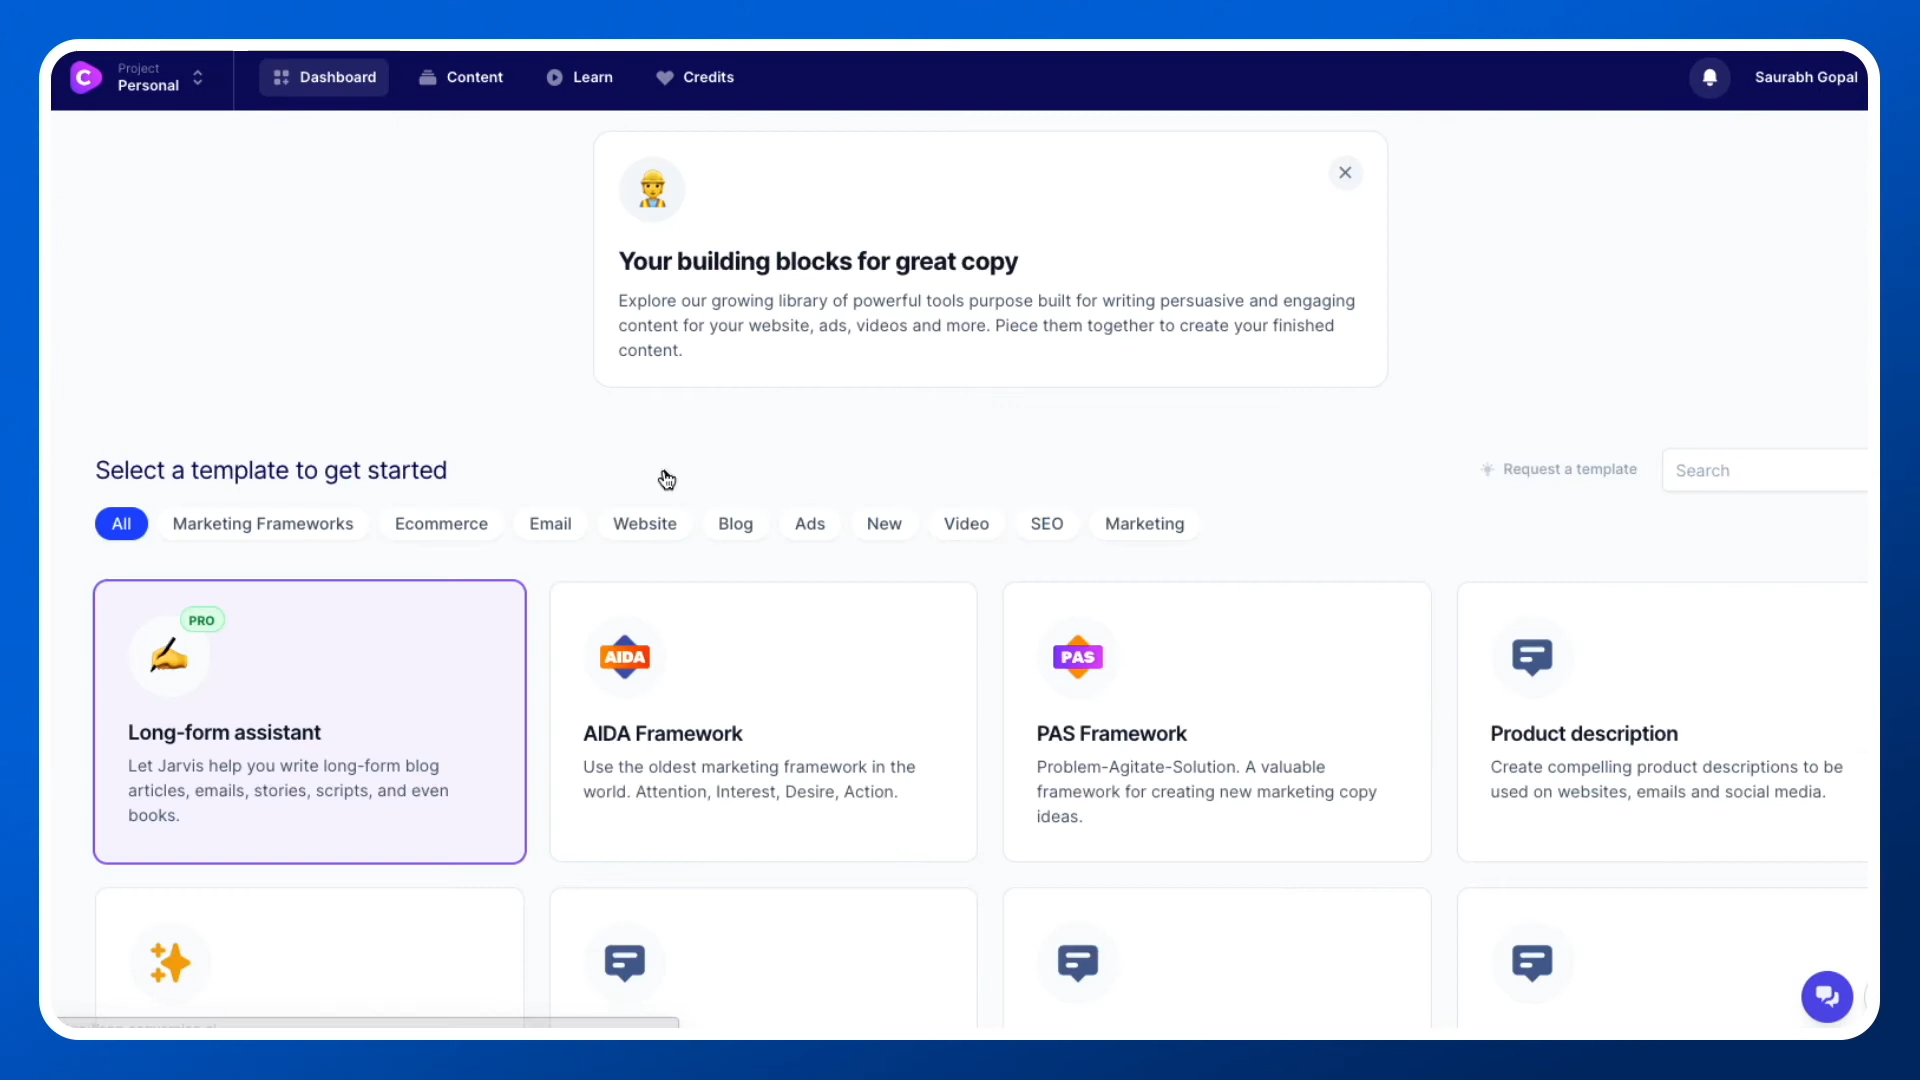 Project
Personal
Dashboard
Content
Learn
Credits
Saurabh Gopal
Your building blocks for great copy
Explore our growing library of powerful tools purpose built for writing persuasive and engaging
content for your website, ads, videos and more. Piece them together to create your finished
content.
Select a template to get started
Request a template
Search
All
Marketing Frameworks
Ecommerce
Email
Website
Blog
Ads
New
Video
SEO
Marketing
PRO
Long-form assistant
Let Jarvis help you write long-form blog
articles, emails, stories, scripts, and even
books.
AIDA
AIDA Framework
Use the oldest marketing framework in the
world. Attention, Interest, Desire, Action.
PAS
PAS Framework
Problem-Agitate-Solution. A valuable
framework for creating new marketing copy
ideas.
Product description
Create compelling product descriptions to be
used on websites, emails and social media.